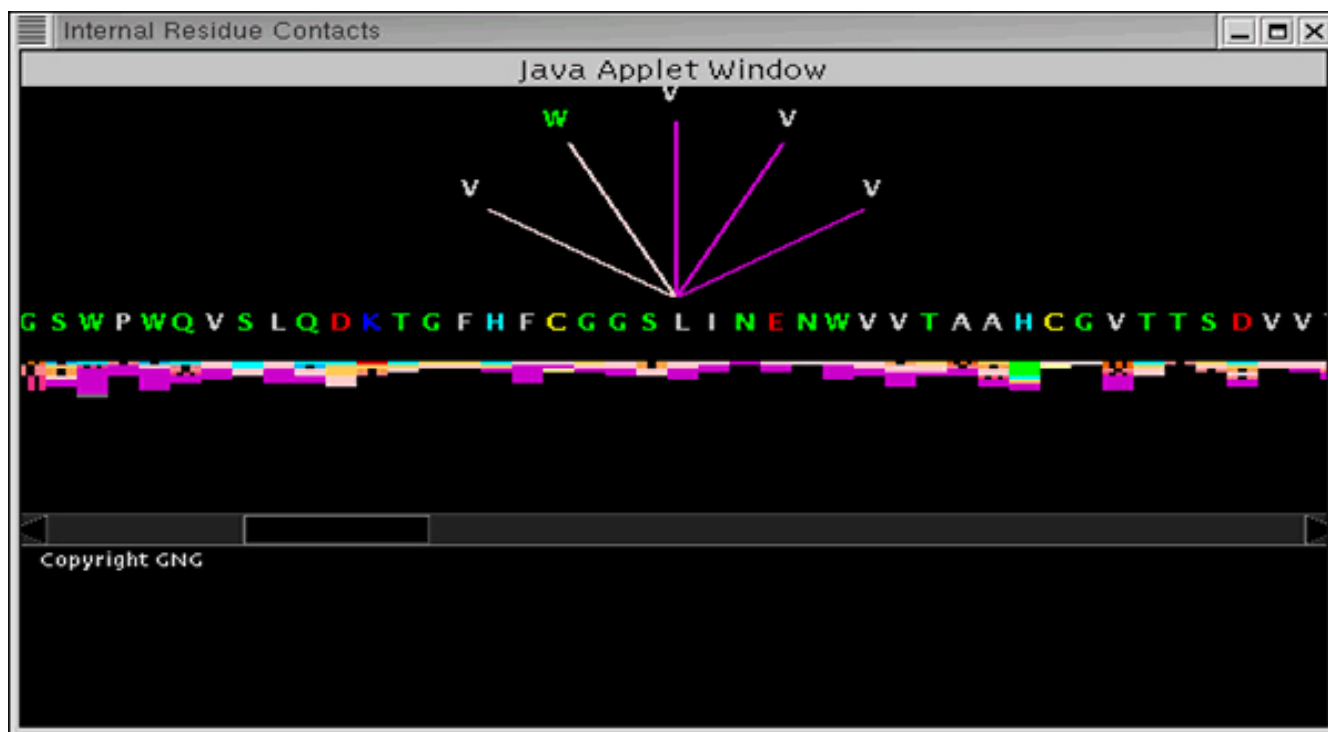 Internal Residue Contacts
Java Applet Window
V
W
V
V
V
G S W P W Q V S L Q D K T G F H F C G G S L I N E N W V V T A A H C G V T T S D V V
Copyright GNG